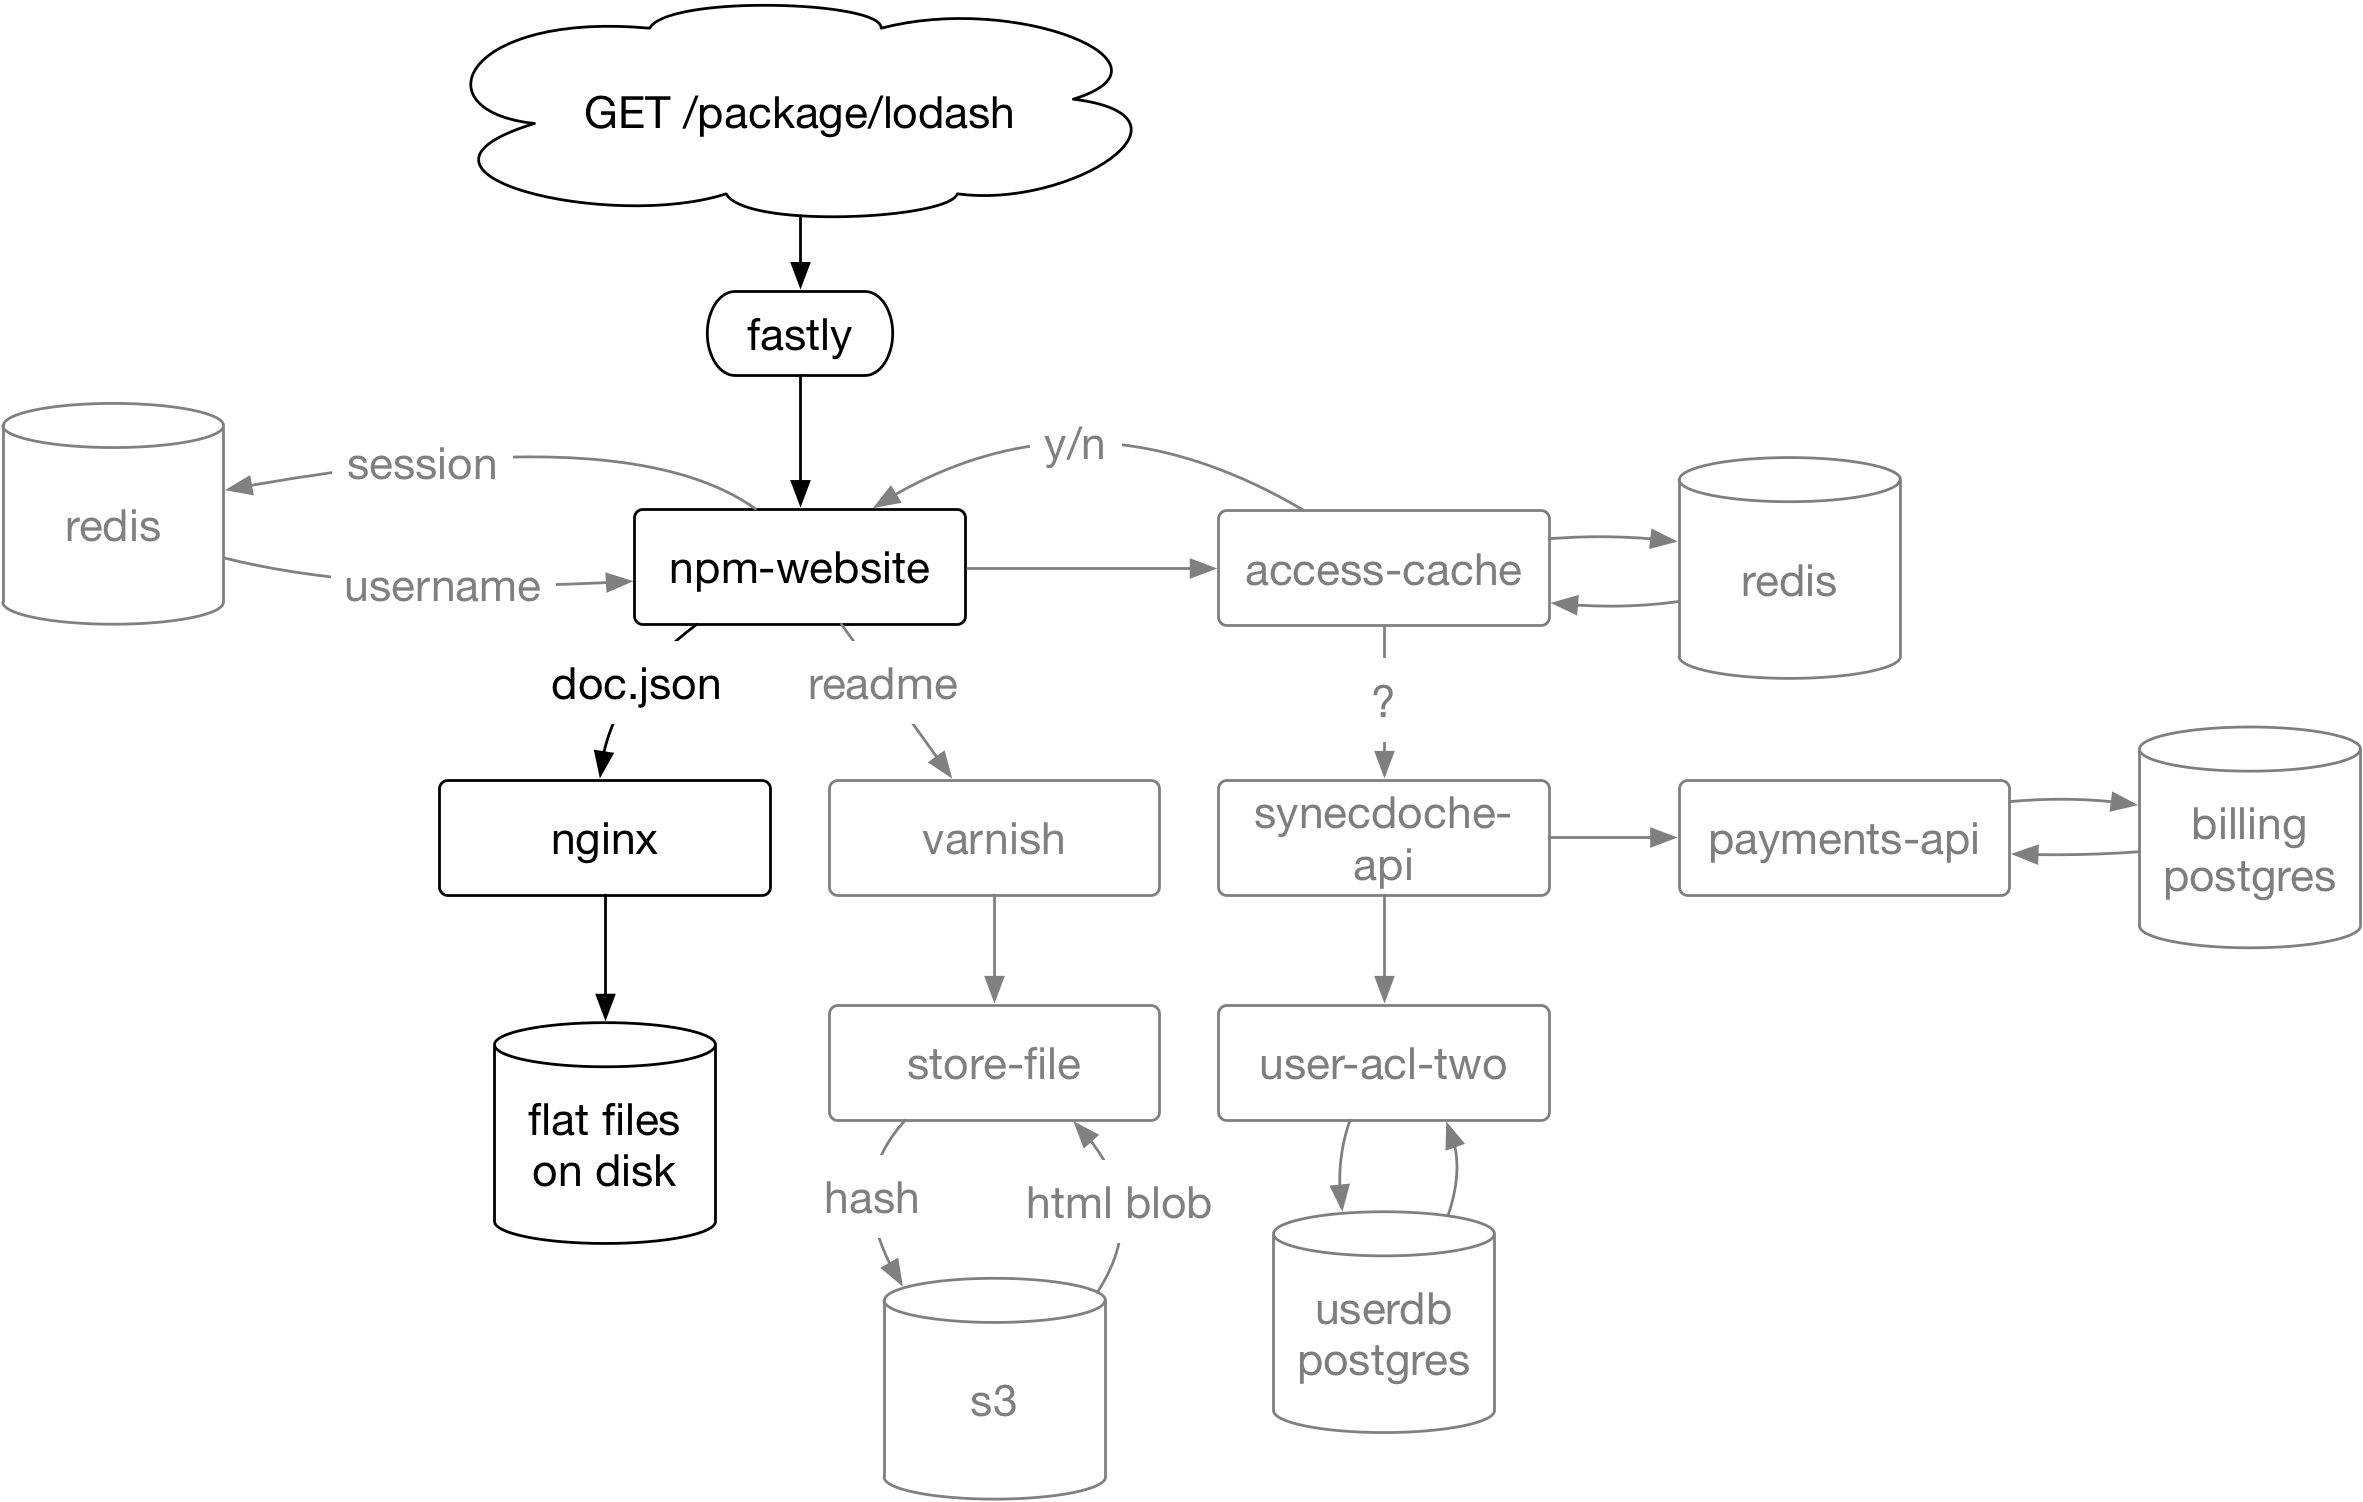 GET /package/lodash
fastly
session
y/n
redis
username
npm-website
access-cache
redis
doc.json
readme
?
nginx
varnish
synecdoche-
api
payments-api
billing
postgres
flat files
on disk
store-file
user-acl-two
hash
html blob
s3
userdb
postgres